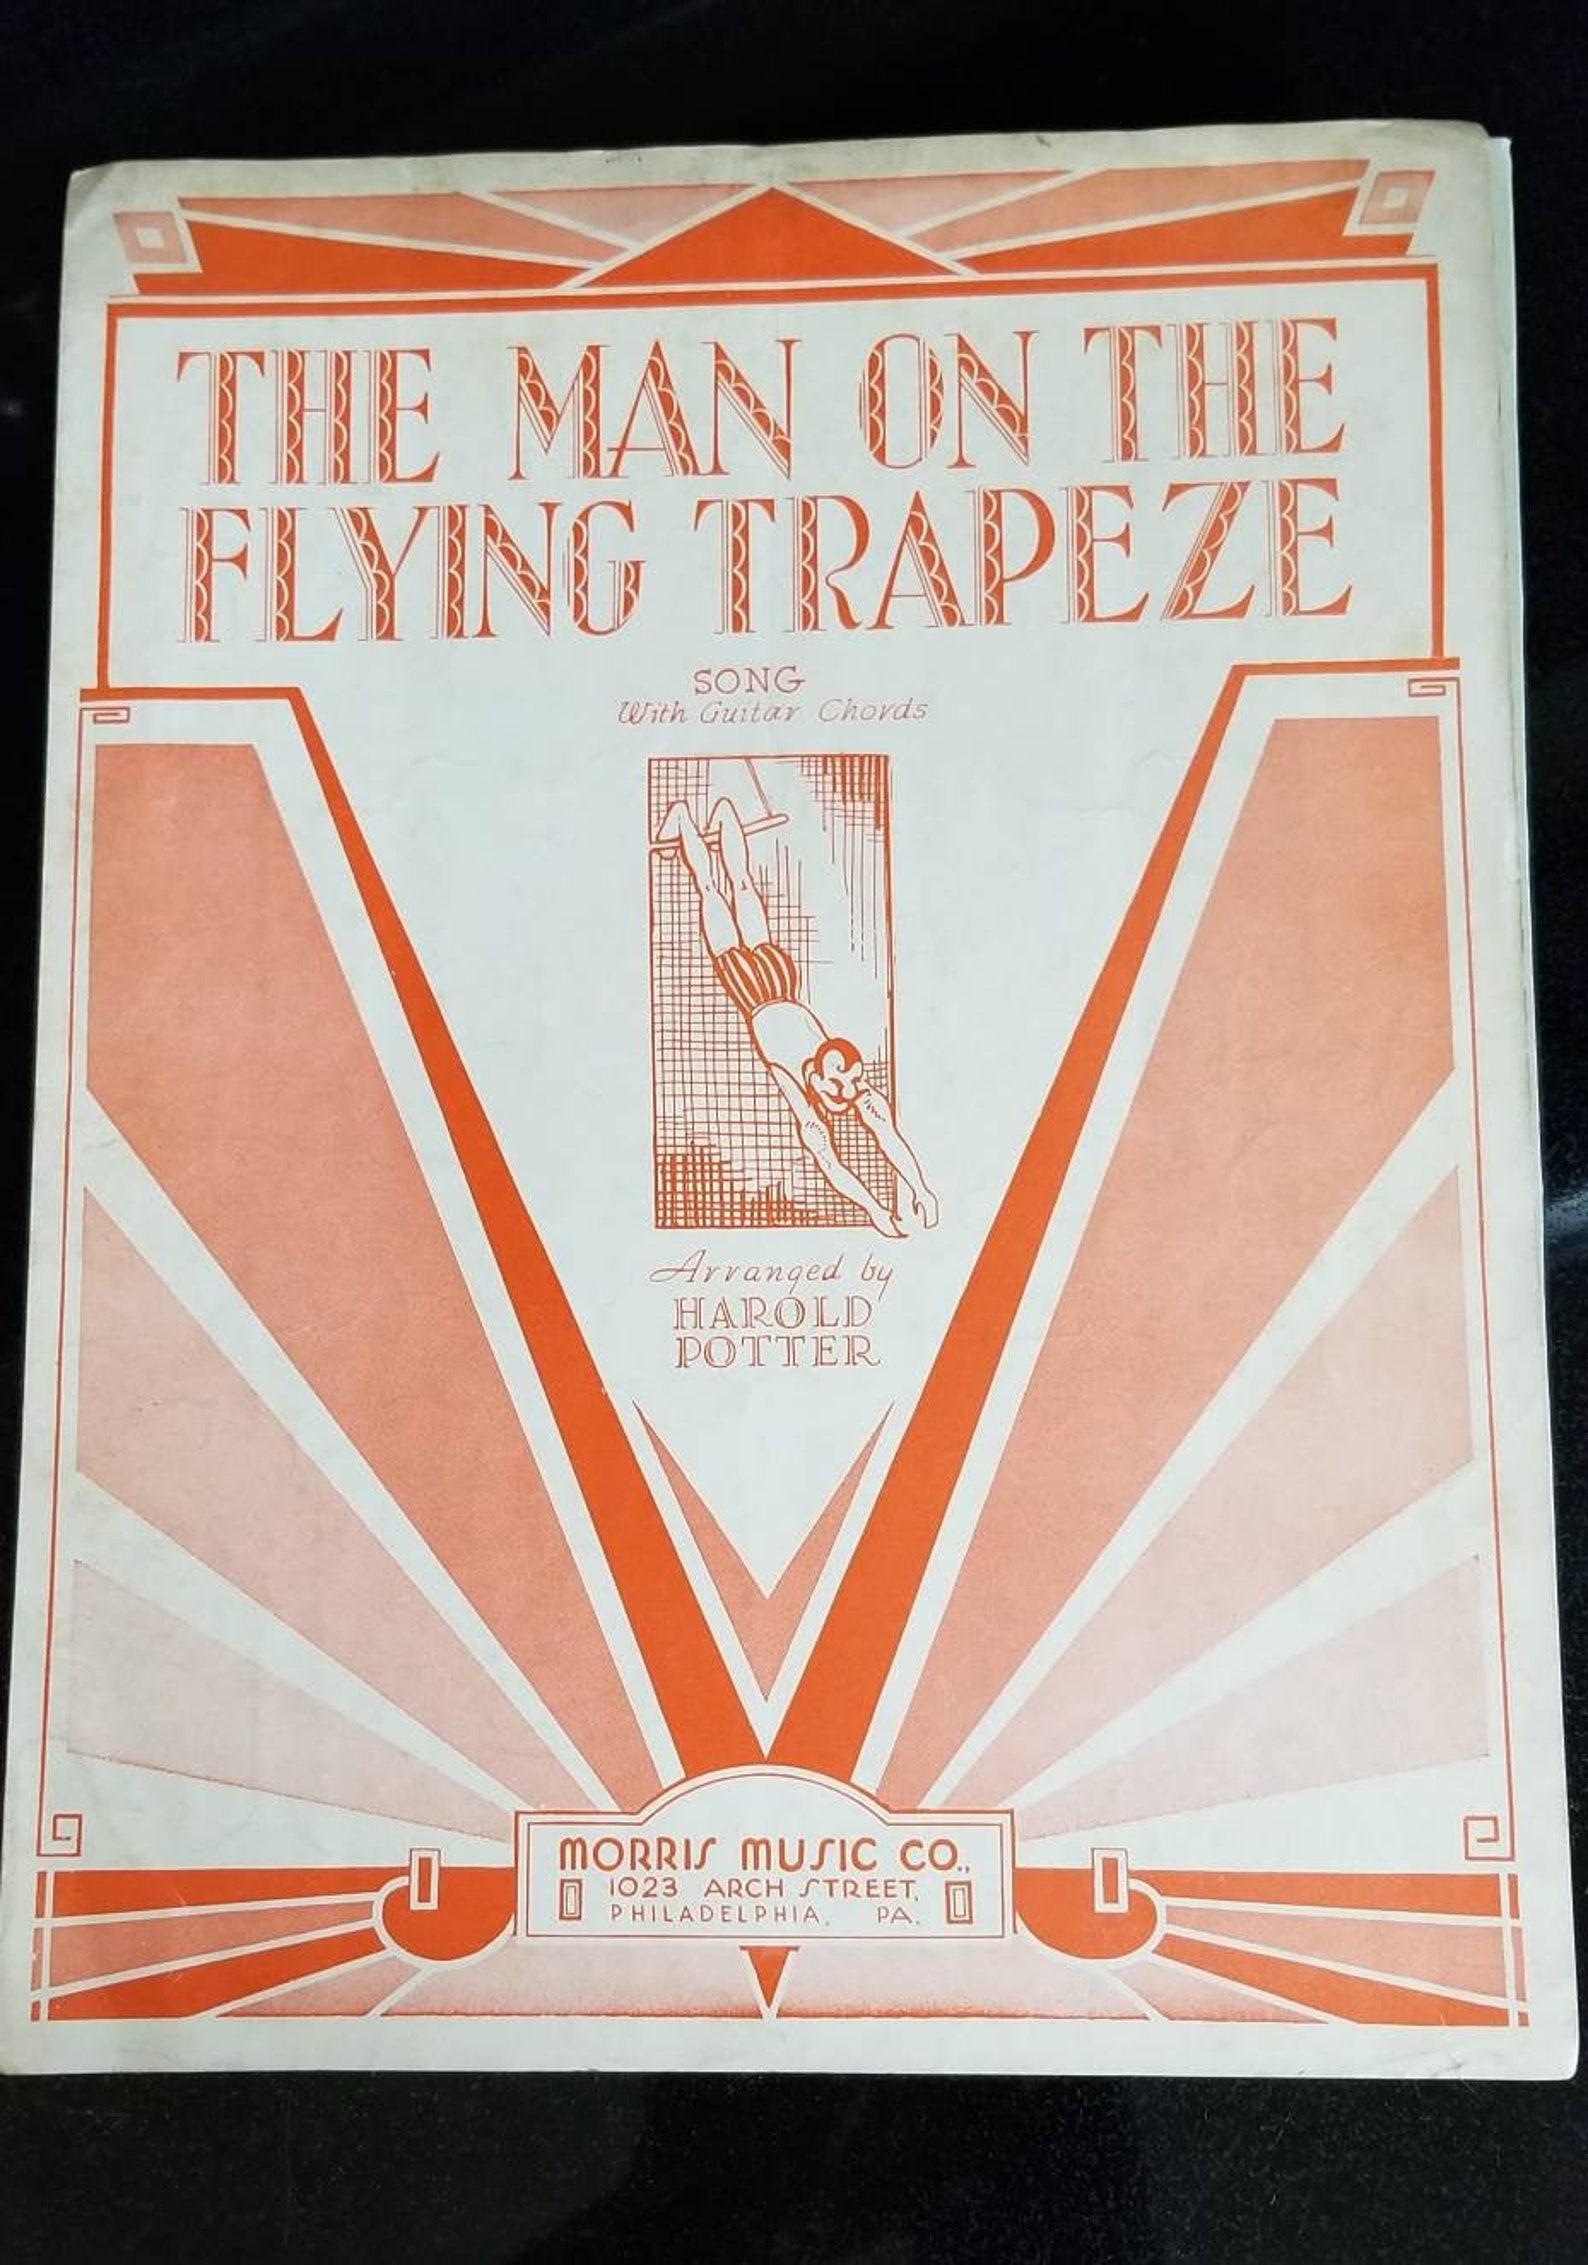 THE MAN ON THE
FLYING TRAPEZE
SONG
With Guitar Chords
Arranged by
HAROLD
POTTER
MORRIS MUSIC CO.,
1023 ARCH STREET,
PHILADELPHIA, PA.